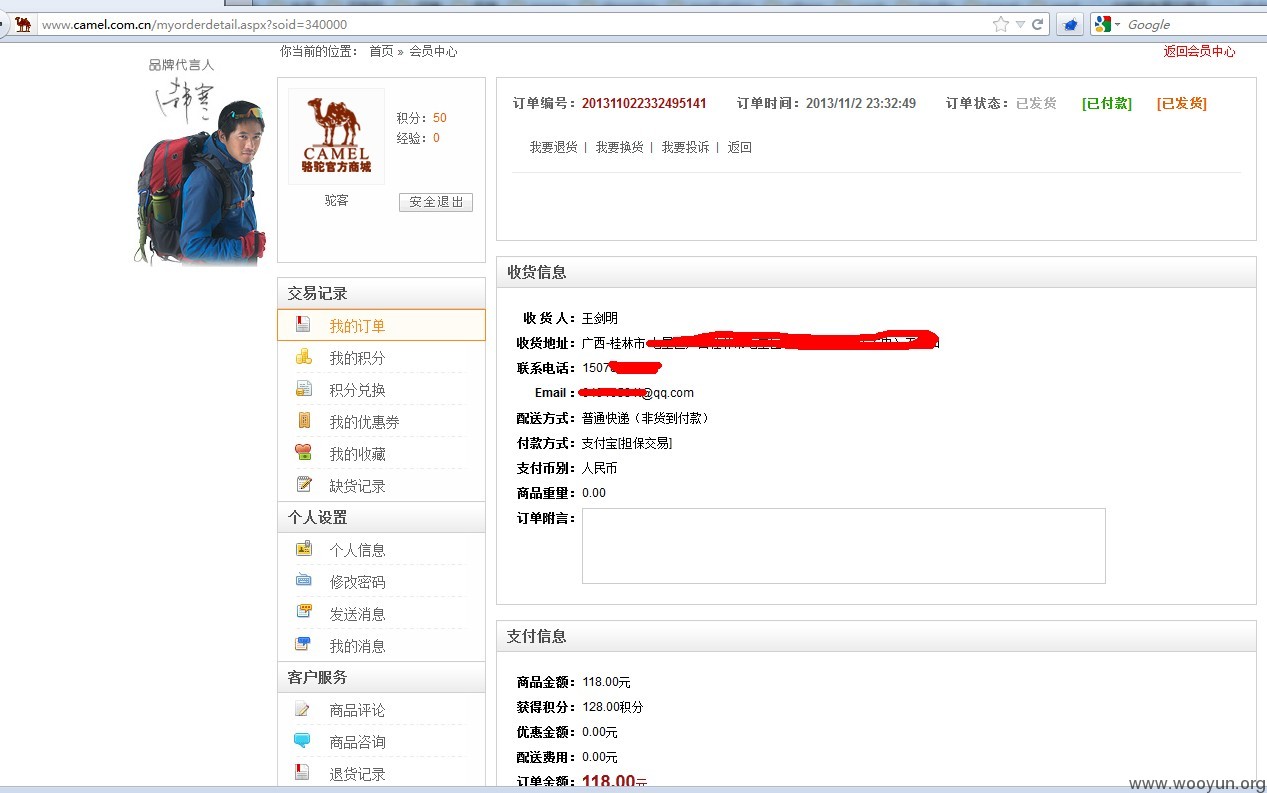 www.camel.com.cn/myorderdetail.aspx?soid=340000
Google
你当前的位置： 首页 » 会员中心
返回会员中心
品牌代言人
韩寒
CAMEL
骆驼官方商城
积分：50
经验：0
驼客
安全退出
订单编号：201311022332495141 订单时间：2013/11/2 23:32:49 订单状态：已发货 [已付款] [已发货]
我要退货 | 我要换货 | 我要投诉 | 返回
交易记录
我的订单
我的积分
积分兑换
我的优惠券
我的收藏
缺货记录
个人设置
个人信息
修改密码
发送消息
我的消息
客户服务
商品评论
商品咨询
退货记录
收货信息
收 货 人：王剑明
收货地址：广西-桂林市
联系电话：1507
Email：@qq.com
配送方式：普通快递（非货到付款）
付款方式：支付宝[担保交易]
支付币别：人民币
商品重量：0.00
订单附言：
支付信息
商品金额：118.00元
获得积分：128.00积分
优惠金额：0.00元
配送费用：0.00元
订单金额：118.00元
www.wooyun.org